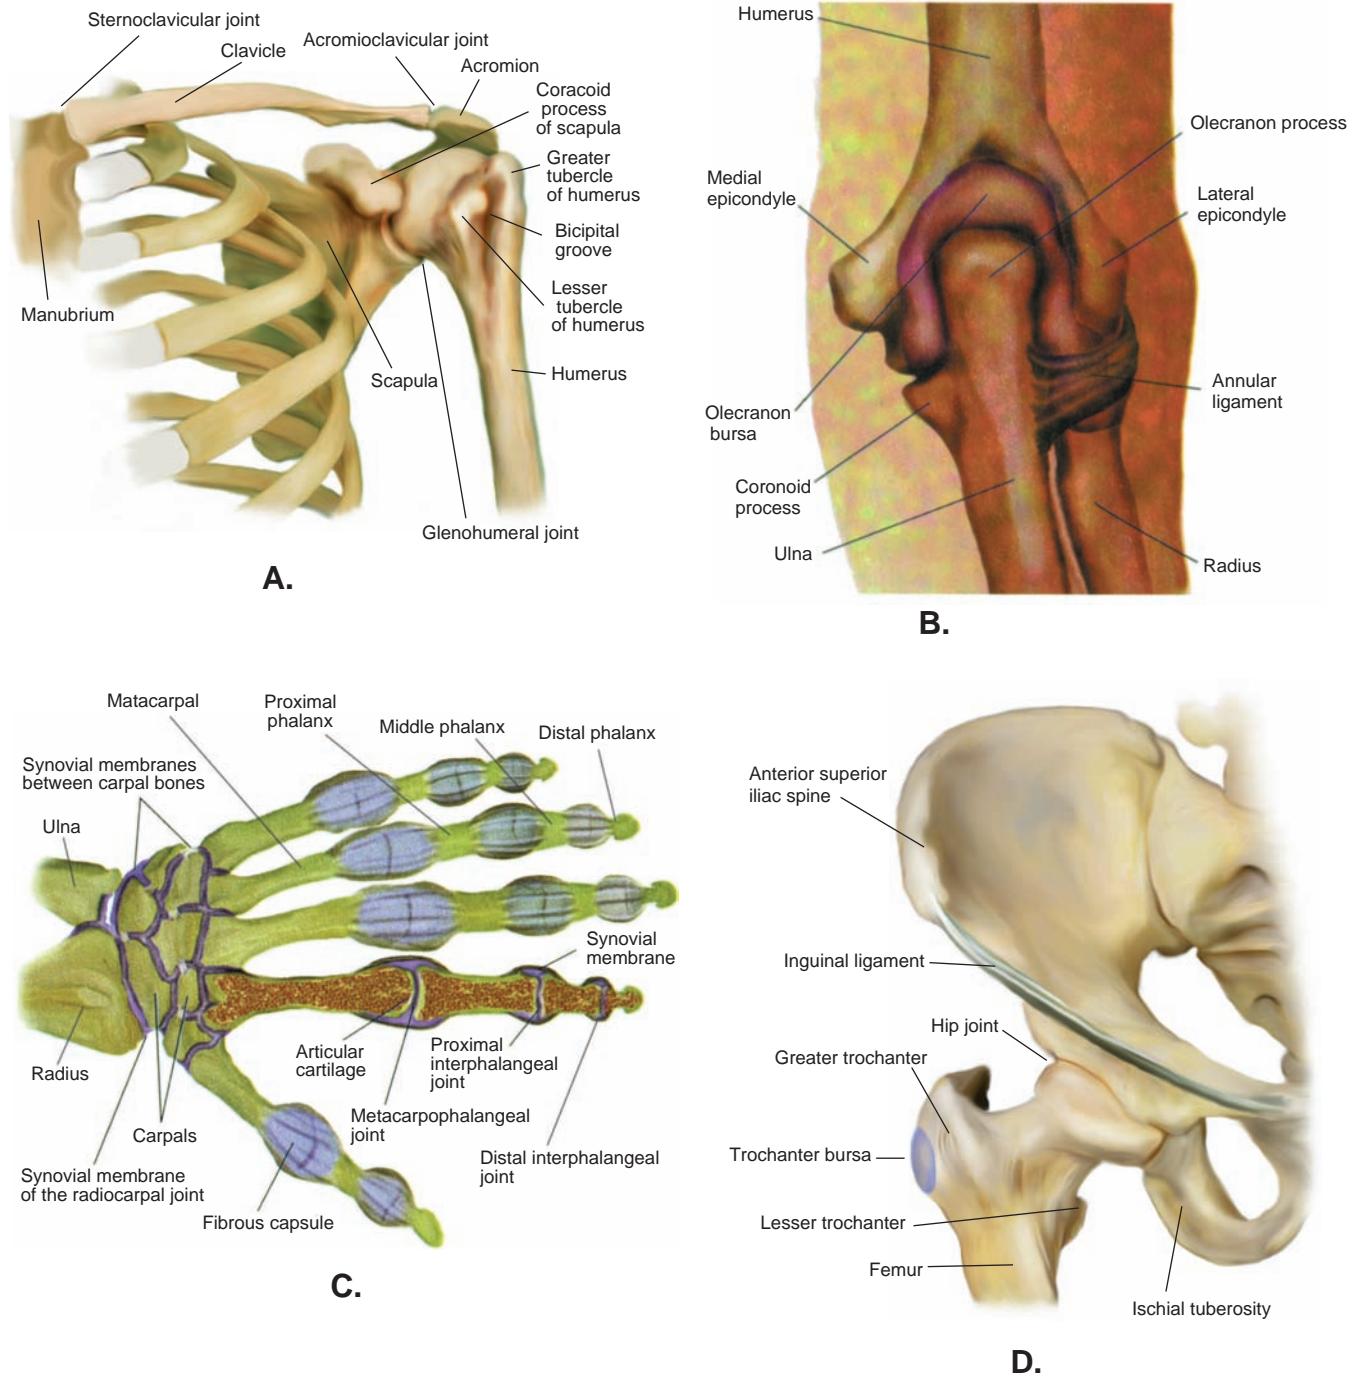 Sternoclavicular joint
Clavicle
Acromioclavicular joint
Acromion
Coracoid
process
of scapula
Greater
tubercle
of humerus
Bicipital
groove
Lesser
tubercle
of humerus
Manubrium
Scapula
Humerus
Glenohumeral joint
A.
Humerus
Olecranon process
Medial
epicondyle
Lateral
epicondyle
Annular
ligament
Olecranon
bursa
Coronoid
process
Ulna
Radius
B.
Matacarpal
Proximal
phalanx
Middle phalanx
Distal phalanx
Synovial membranes
between carpal bones
Ulna
Synovial
membrane
Radius
Articular
cartilage
Proximal
interphalangeal
joint
Carpals
Metacarpophalangeal
joint
Distal interphalangeal
joint
Synovial membrane
of the radiocarpal joint
Fibrous capsule
C.
Anterior superior
iliac spine
Inguinal ligament
Hip joint
Greater trochanter
Trochanter bursa
Lesser trochanter
Femur
Ischial tuberosity
D.